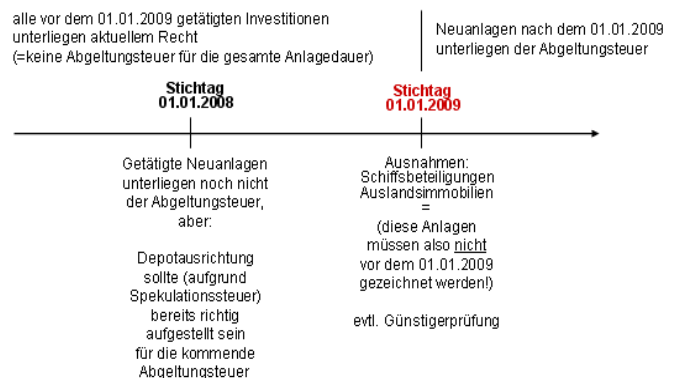 alle vor dem 01.01.2009 getätigten Investitionen
unterliegen aktuellem Recht
(=keine Abgeltungsteuer für die gesamte Anlagedauer)
Neuanlagen nach dem 01.01.2009
unterliegen der Abgeltungsteuer
Stichtag
01.01.2008
Stichtag
01.01.2009
Getätigte Neuanlagen
unterliegen noch nicht
der Abgeltungsteuer,
aber:
Depotausrichtung
sollte (aufgrund
Spekulationssteuer)
bereits richtig
aufgestellt sein
für die kommende
Abgeltungsteuer
Ausnahmen:
Schiffsbeteiligungen
Auslandsimmobilien
=
(diese Anlagen
müssen also nicht
vor dem 01.01.2009
gezeichnet werden!)
evtl. Günstigerprüfung